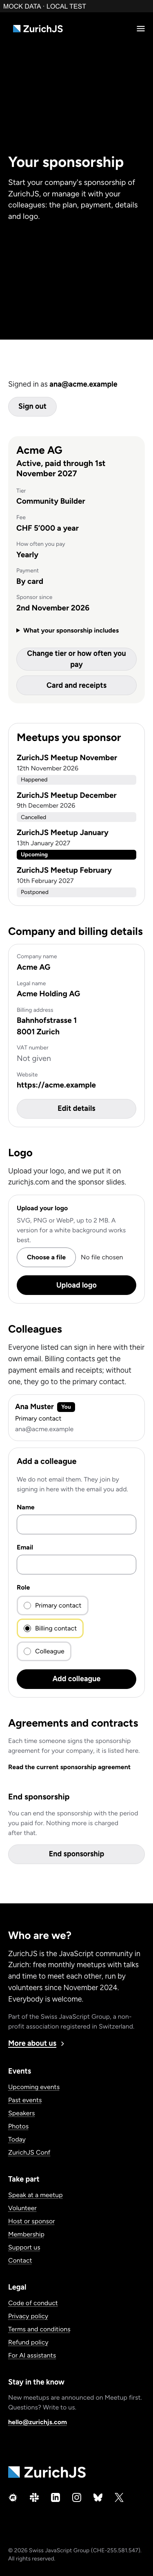 MOCK DATA · LOCAL TEST
ZurichJS
Your sponsorship
Start your company's sponsorship of
ZurichJS, or manage it with your
colleagues: the plan, payment, details
and logo.
Signed in as ana@acme.example
Sign out
Acme AG
Active, paid through 1st
November 2027
Tier
Community Builder
Fee
CHF 5'000 a year
How often you pay
Yearly
Payment
By card
Sponsor since
2nd November 2026
What your sponsorship includes
Change tier or how often you
pay
Card and receipts
Meetups you sponsor
ZurichJS Meetup November
12th November 2026
Happened
ZurichJS Meetup December
9th December 2026
Cancelled
ZurichJS Meetup January
13th January 2027
Upcoming
ZurichJS Meetup February
10th February 2027
Postponed
Company and billing details
Company name
Acme AG
Legal name
Acme Holding AG
Billing address
Bahnhofstrasse 1
8001 Zurich
VAT number
Not given
Website
https://acme.example
Edit details
Logo
Upload your logo, and we put it on
zurichjs.com and the sponsor slides.
Upload your logo
SVG, PNG or WebP, up to 2 MB. A
version for a white background works
best.
Choose a file No file chosen
Upload logo
Colleagues
Everyone listed can sign in here with their
own email. Billing contacts get the
payment emails and receipts; without
one, they go to the primary contact.
Ana Muster You
Primary contact
ana@acme.example
Add a colleague
We do not email them. They join by
signing in here with the email you add.
Name
Email
Role
Primary contact
Billing contact
Colleague
Add colleague
Agreements and contracts
Each time someone signs the sponsorship
agreement for your company, it is listed here.
Read the current sponsorship agreement
End sponsorship
You can end the sponsorship with the period
you paid for. Nothing more is charged
after that.
End sponsorship
Who are we?
ZurichJS is the JavaScript community in
Zurich: free monthly meetups with talks
and time to meet each other, run by
volunteers since November 2024.
Everybody is welcome.
Part of the Swiss JavaScript Group, a non-
profit association registered in Switzerland.
More about us
Events
Upcoming events
Past events
Speakers
Photos
Today
ZurichJS Conf
Take part
Speak at a meetup
Volunteer
Host or sponsor
Membership
Support us
Contact
Legal
Code of conduct
Privacy policy
Terms and conditions
Refund policy
For AI assistants
Stay in the know
New meetups are announced on Meetup first.
Questions? Write to us.
hello@zurichjs.com
ZurichJS
© 2026 Swiss JavaScript Group (CHE-255.581.547).
All rights reserved.